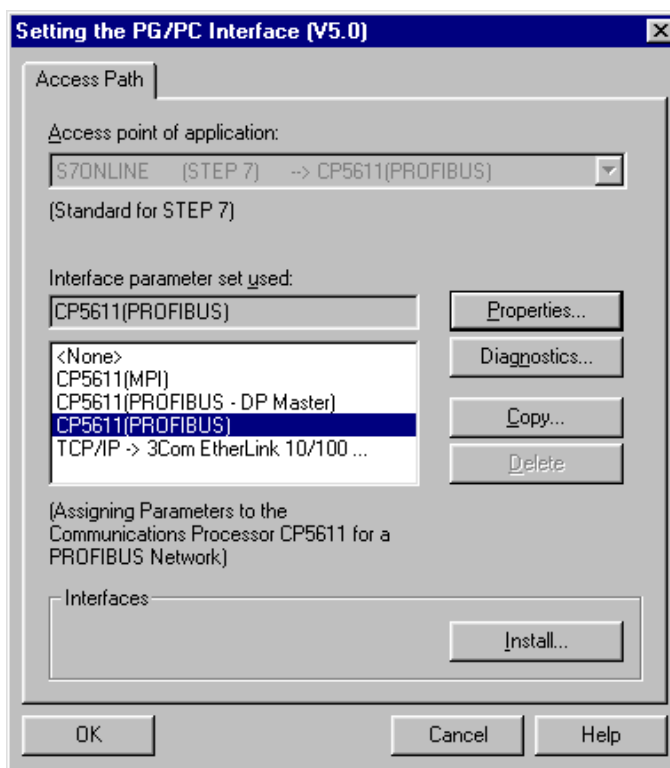 Setting the PG/PC Interface (V5.0)
Access Path
Access point of application:
S7ONLINE (STEP 7) --> CP5611(PROFIBUS)
(Standard for STEP 7)
Interface parameter set used:
CP5611(PROFIBUS)
Properties...
<None>
Diagnostics...
CP5611(MPI)
CP5611(PROFIBUS - DP Master)
CP5611(PROFIBUS)
Copy...
TCP/IP -> 3Com EtherLink 10/100 ...
Delete
(Assigning Parameters to the
Communications Processor CP5611 for a
PROFIBUS Network)
Interfaces
Install...
OK
Cancel
Help